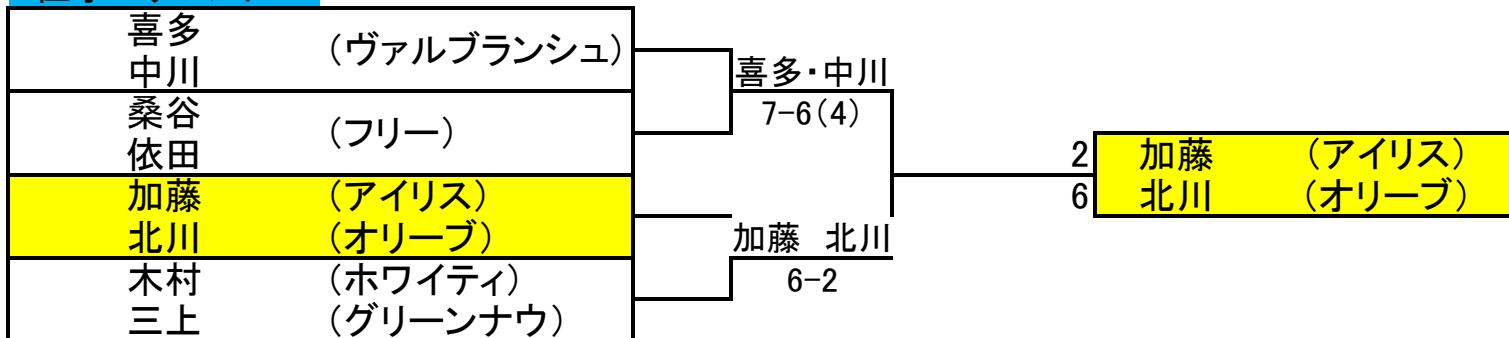 喜多
中川 (ヴァルブランシュ)
桑谷
依田 (フリー)
加藤 (アイリス)
北川 (オリーブ)
木村 (ホワイティ)
三上 (グリーンナウ)
喜多・中川
7-6(4)
加藤 北川
6-2
2 加藤 (アイリス)
6 北川 (オリーブ)